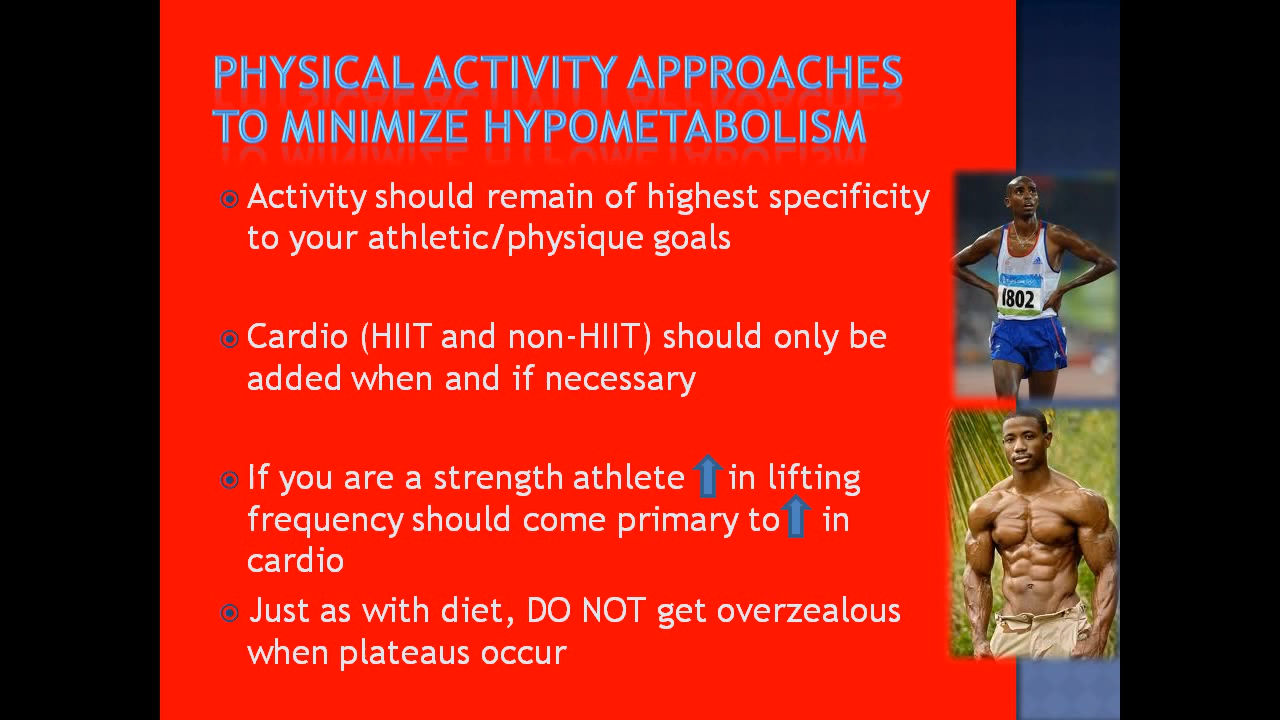 PHYSICAL ACTIVITY APPROACHES
TO MINIMIZE HYPOMETABOLISM
Activity should remain of highest specificity
to your athletic/physique goals
Cardio (HIIT and non-HIIT) should only be
added when and if necessary
If you are a strength athlete in lifting
frequency should come primary to in
cardio
Just as with diet, DO NOT get overzealous
when plateaus occur
1802